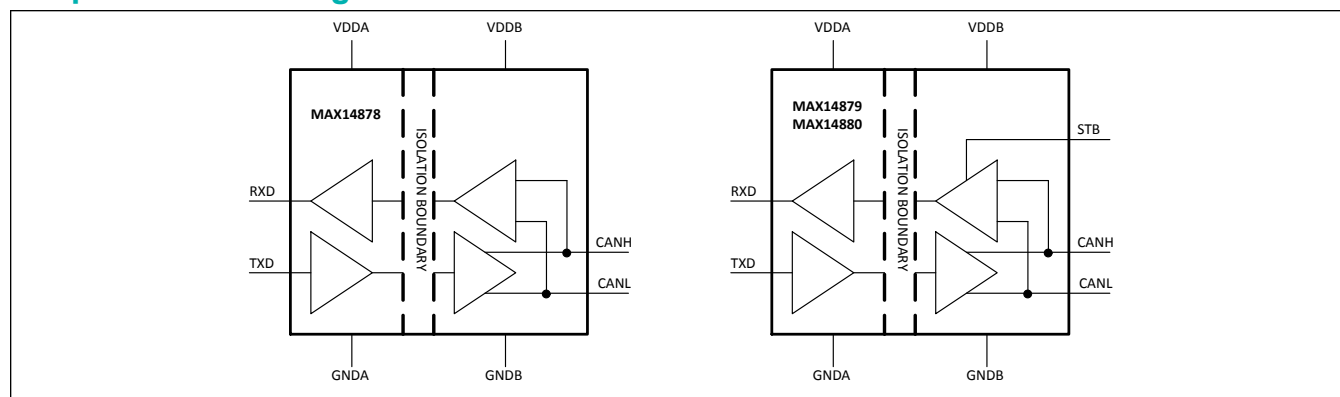 VDDA
VDDB
MAX14878
ISOLATION BOUNDARY
RXD
TXD
CANH
CANL
GNDA
GNDB
VDDA
VDDB
MAX14879
MAX14880
ISOLATION BOUNDARY
STB
RXD
TXD
CANH
CANL
GNDA
GNDB